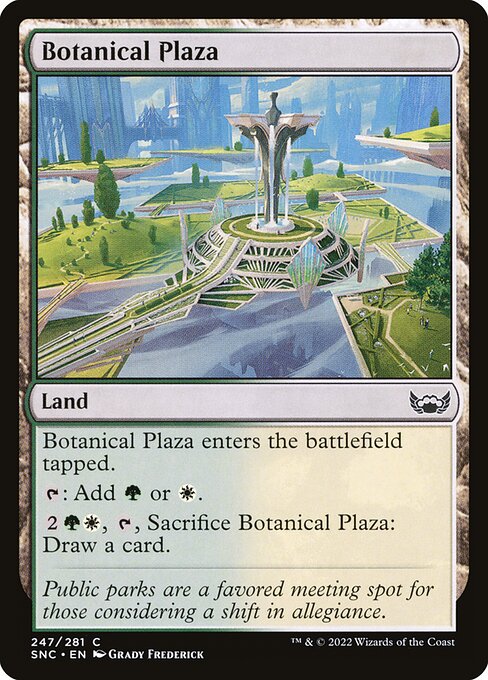 Botanical Plaza
Land
Botanical Plaza enters the battlefield
tapped.
: Add or .
2, , Sacrifice Botanical Plaza:
Draw a card.
Public parks are a favored meeting spot for
those considering a shift in allegiance.
247/281 C
SNC • EN Grady Frederick
™ & © 2022 Wizards of the Coast